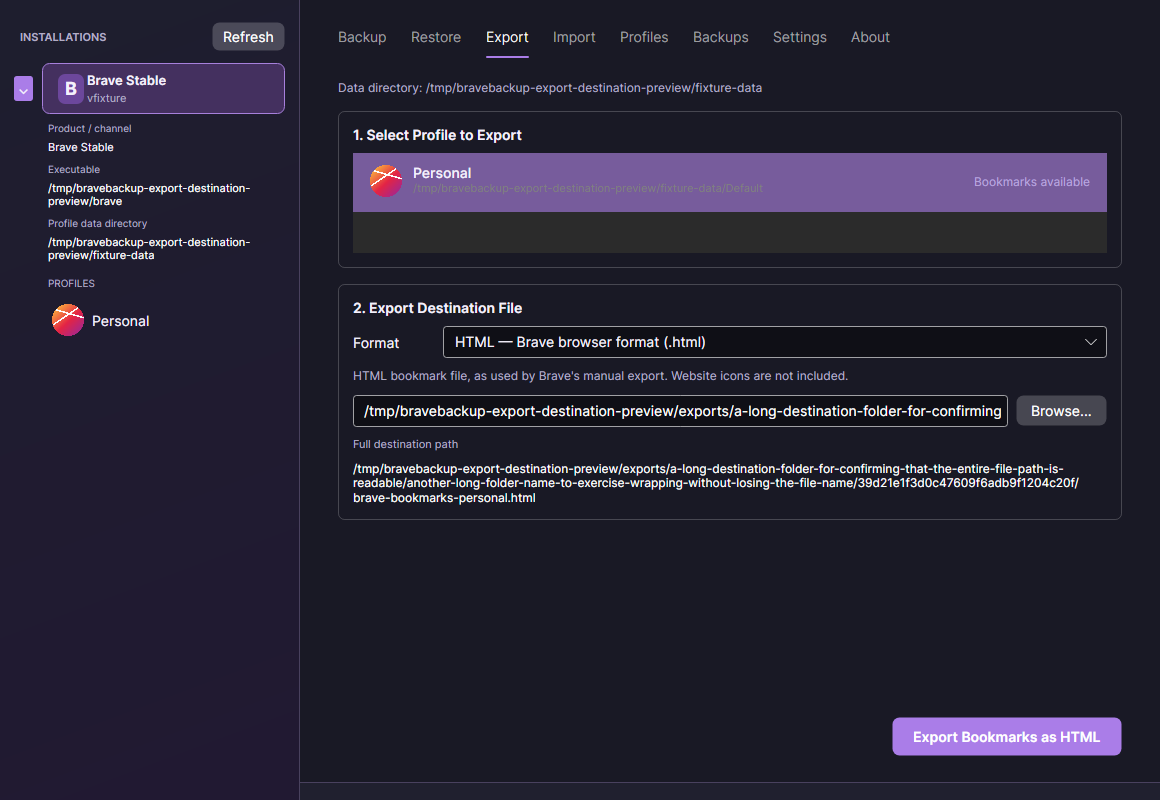 INSTALLATIONS
Refresh
B
Brave Stable
vfixture
Product / channel
Brave Stable
Executable
/tmp/bravebackup-export-destination-
preview/brave
Profile data directory
/tmp/bravebackup-export-destination-
preview/fixture-data
PROFILES
Personal
Backup Restore Export Import Profiles Backups Settings About
Data directory: /tmp/bravebackup-export-destination-preview/fixture-data
1. Select Profile to Export
Personal
/tmp/bravebackup-export-destination-preview/fixture-data/Default
Bookmarks available
2. Export Destination File
Format
HTML — Brave browser format (.html)
HTML bookmark file, as used by Brave's manual export. Website icons are not included.
/tmp/bravebackup-export-destination-preview/exports/a-long-destination-folder-for-confirming
Browse...
Full destination path
/tmp/bravebackup-export-destination-preview/exports/a-long-destination-folder-for-confirming-that-the-entire-file-path-is-
readable/another-long-folder-name-to-exercise-wrapping-without-losing-the-file-name/39d21e1f3d0c47609f6adb9f1204c20f/
brave-bookmarks-personal.html
Export Bookmarks as HTML